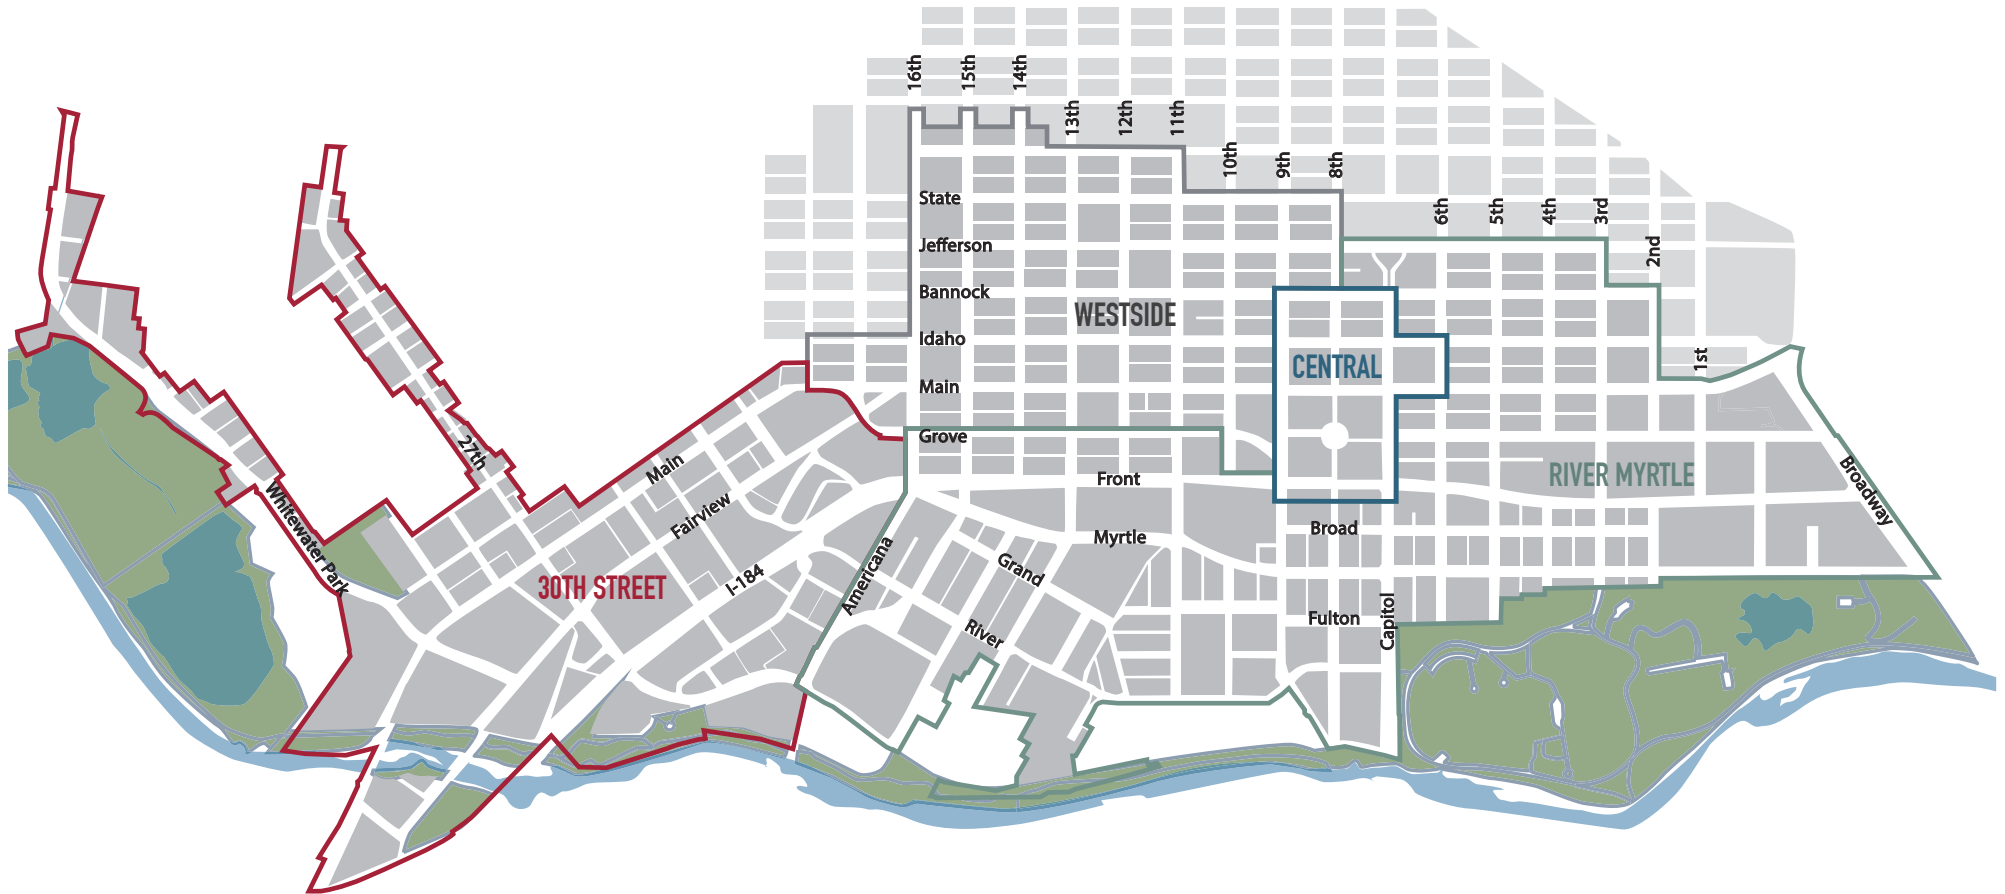 16th
15th
14th
13th
12th
11th
10th
9th
8th
6th
5th
4th
3rd
2nd
1st
State
Jefferson
Bannock
Idaho
Main
Grove
WESTSIDE
CENTRAL
RIVER MYRTLE
30TH STREET
27th
Main
Fairview
I-184
Whitewater Park
Americana
Front
Myrtle
Grand
River
Broad
Fulton
Capitol
Broadway